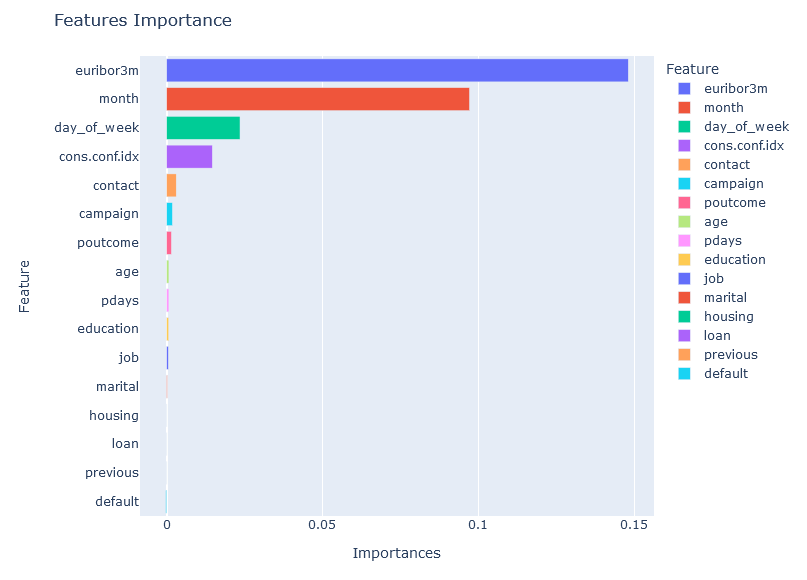 Features Importance
Feature
euribor3m
month
day_of_week
cons.conf.idx
contact
campaign
poutcome
age
pdays
education
job
marital
housing
loan
previous
default
0
0.05
0.1
0.15
Importances
Feature
euribor3m
month
day_of_week
cons.conf.idx
contact
campaign
poutcome
age
pdays
education
job
marital
housing
loan
previous
default